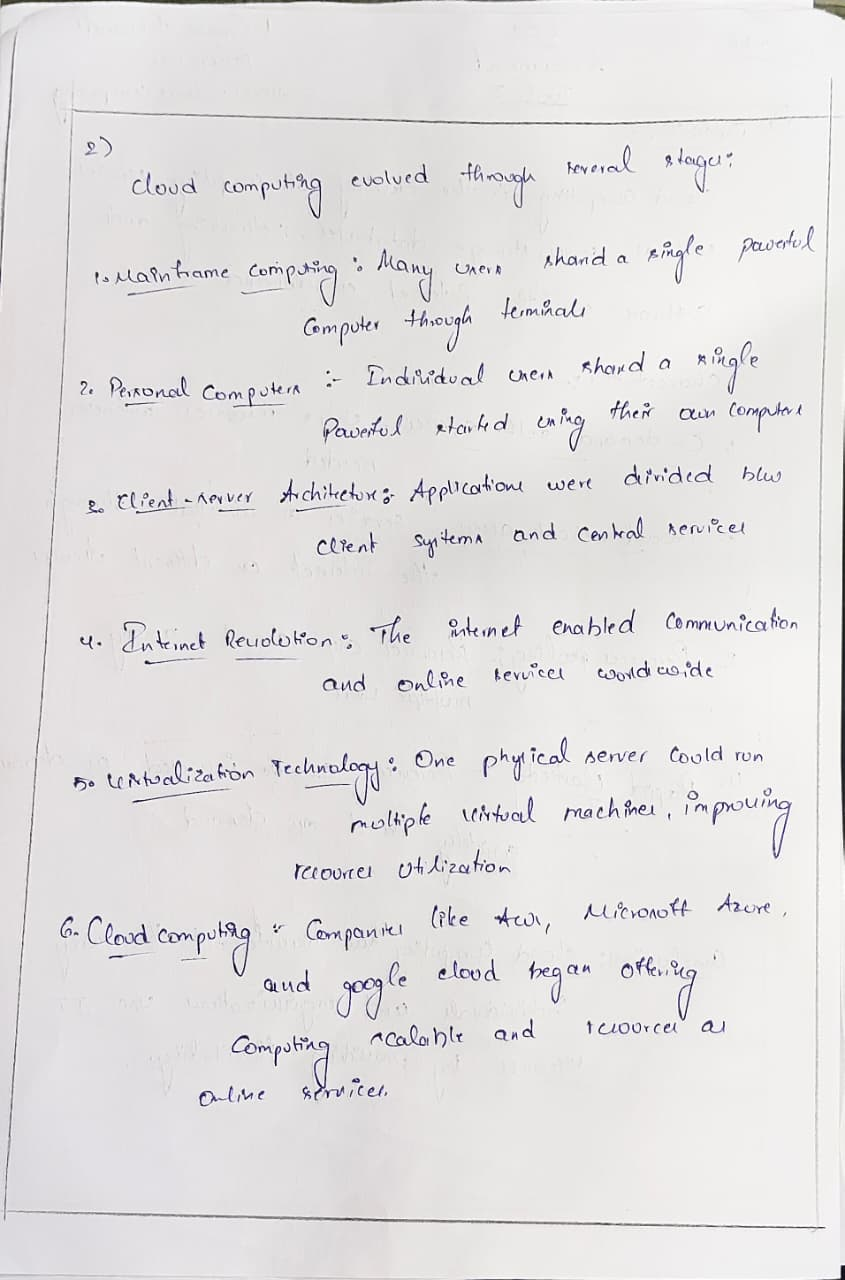 2)
Cloud computing evolved through several stages:
1. Mainframe Computing : Many users shared a single powerful
Computer through terminals
2. Personal Computers :- Individual users shared a single
Powerful started using their own Computers
3. Client-server Architecture : Applications were divided b/w
Client systems and Central services
4. Internet Revolution : The internet enabled Communication
and online services worldwide
5. Virtualization Technology : One physical server Could run
multiple virtual machines, improving
resources utilization
6. Cloud computing : Companies like AWS, Microsoft Azure,
and google cloud began offering
Computing scalable and resources as
Online services.